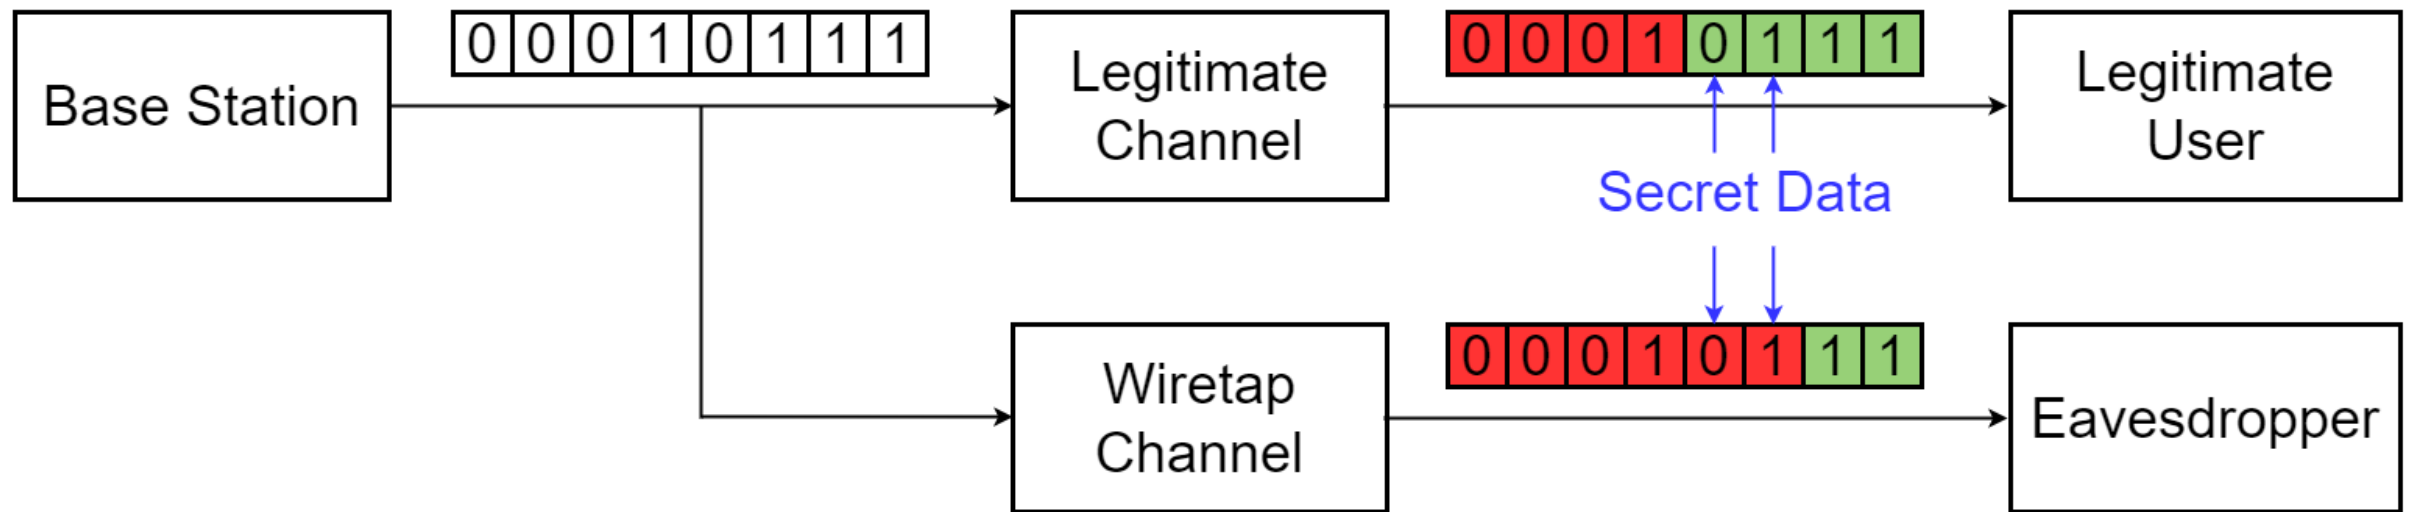 Base Station
0 0 0 1 0 1 1 1
Legitimate
Channel
0 0 0 1 0 1 1 1
Legitimate
User
Secret Data
Wiretap
Channel
0 0 0 1 0 1 1 1
Eavesdropper